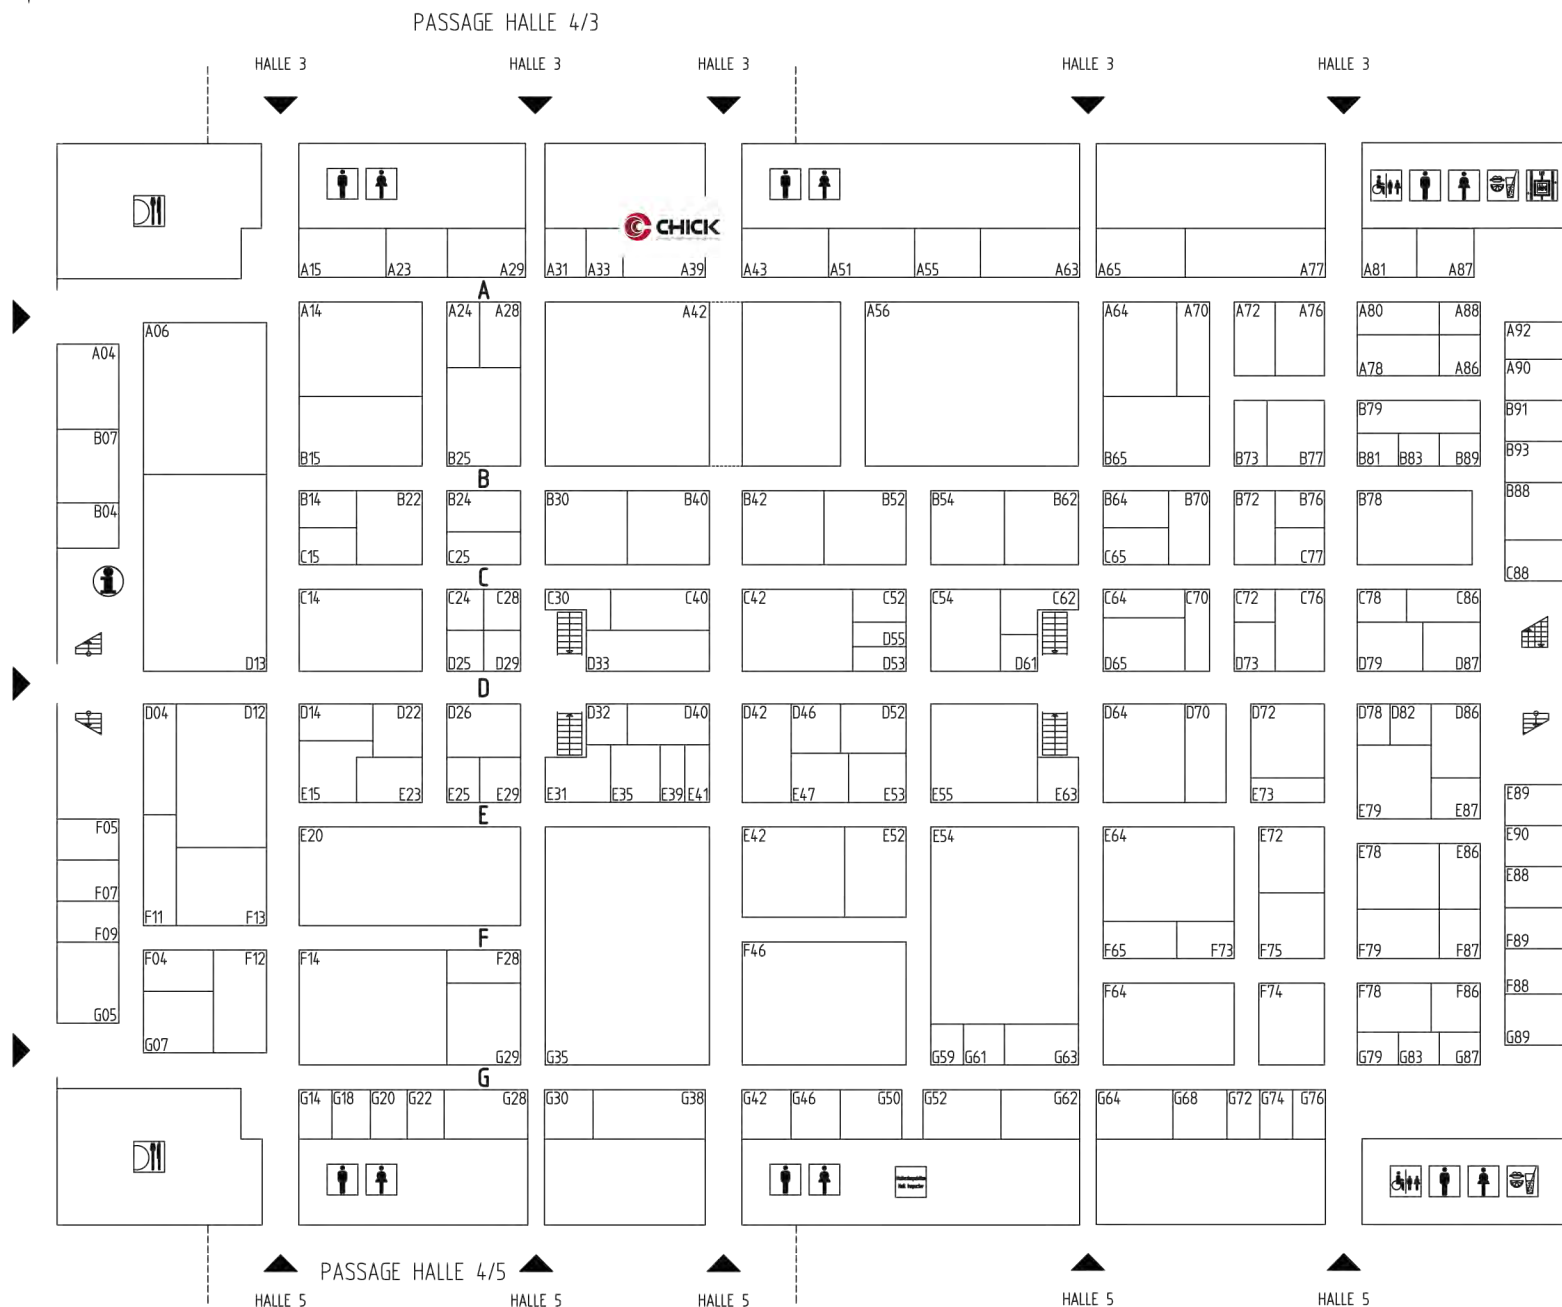 PASSAGE HALLE 4/3
HALLE 3 HALLE 3 HALLE 3 HALLE 3 HALLE 3
CHICK
A15 A23 A29 A31 A33 A39 A43 A51 A55 A63 A65 A77 A81 A87
A
A14 A24 A28 A42 A56 A64 A70 A72 A76 A80 A88
A06 A92
A04 A78 A86 A90
B79 B91
B07 B93
B15 B25 B65 B73 B77 B81 B83 B89
B
B14 B22 B24 B30 B40 B42 B52 B54 B62 B64 B70 B72 B76 B78 B88
B04
C15 C25 C65 C77
C C88
C14 C24 C28 C30 C40 C42 C52 C54 C62 C64 C70 C72 C76 C78 C86
D55
D13 D25 D29 D33 D53 D61 D65 D73 D79 D87
D
D04 D12 D14 D22 D26 D32 D40 D42 D46 D52 D64 D70 D72 D78 D82 D86
E15 E23 E25 E29 E31 E35 E39 E41 E47 E53 E55 E63 E73 E89
E79 E87
E
F05 E20 E42 E52 E54 E64 E72 E90
E78 E86
F07 E88
F11 F13
F09 F89
F
F04 F12 F14 F28 F46 F65 F73 F75 F79 F87
F64 F74 F78 F86 F88
G05
G07 G89
G29 G35 G59 G61 G63 G79 G83 G87
G
G14 G18 G20 G22 G28 G30 G38 G42 G46 G50 G52 G62 G64 G68 G72 G74 G76
Hall Inspector
PASSAGE HALLE 4/5
HALLE 5 HALLE 5 HALLE 5 HALLE 5 HALLE 5